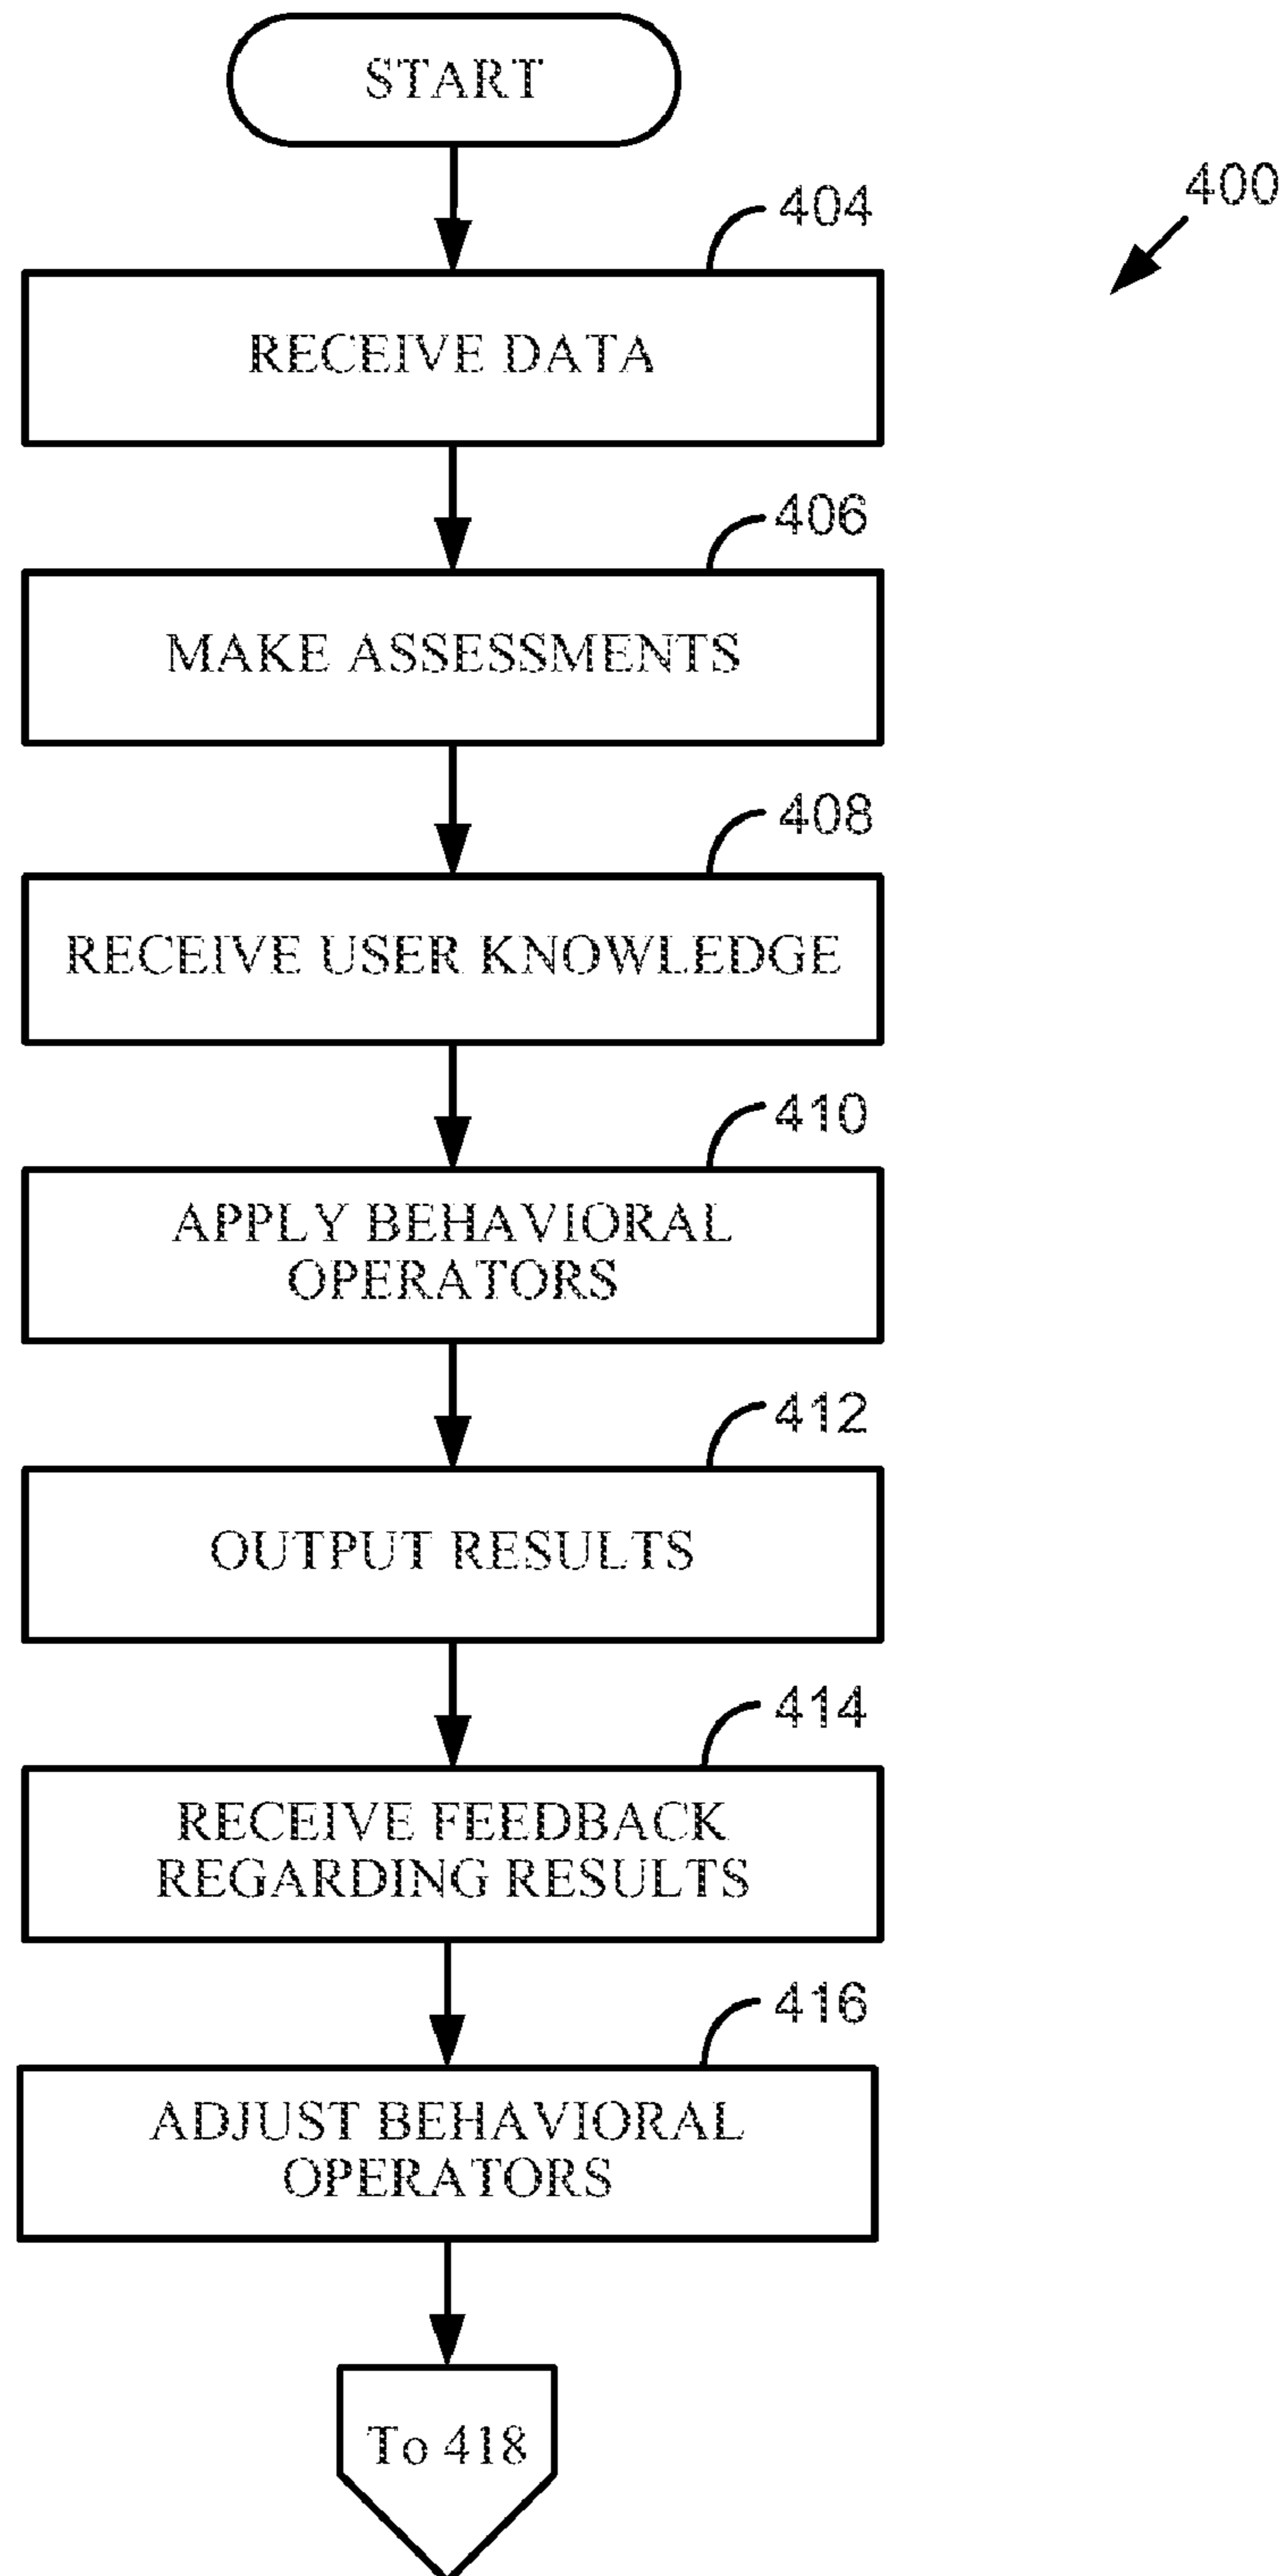 START
400
404
RECEIVE DATA
406
MAKE ASSESSMENTS
408
RECEIVE USER KNOWLEDGE
410
APPLY BEHAVIORAL
OPERATORS
412
OUTPUT RESULTS
414
RECEIVE FEEDBACK
REGARDING RESULTS
416
ADJUST BEHAVIORAL
OPERATORS
To 418